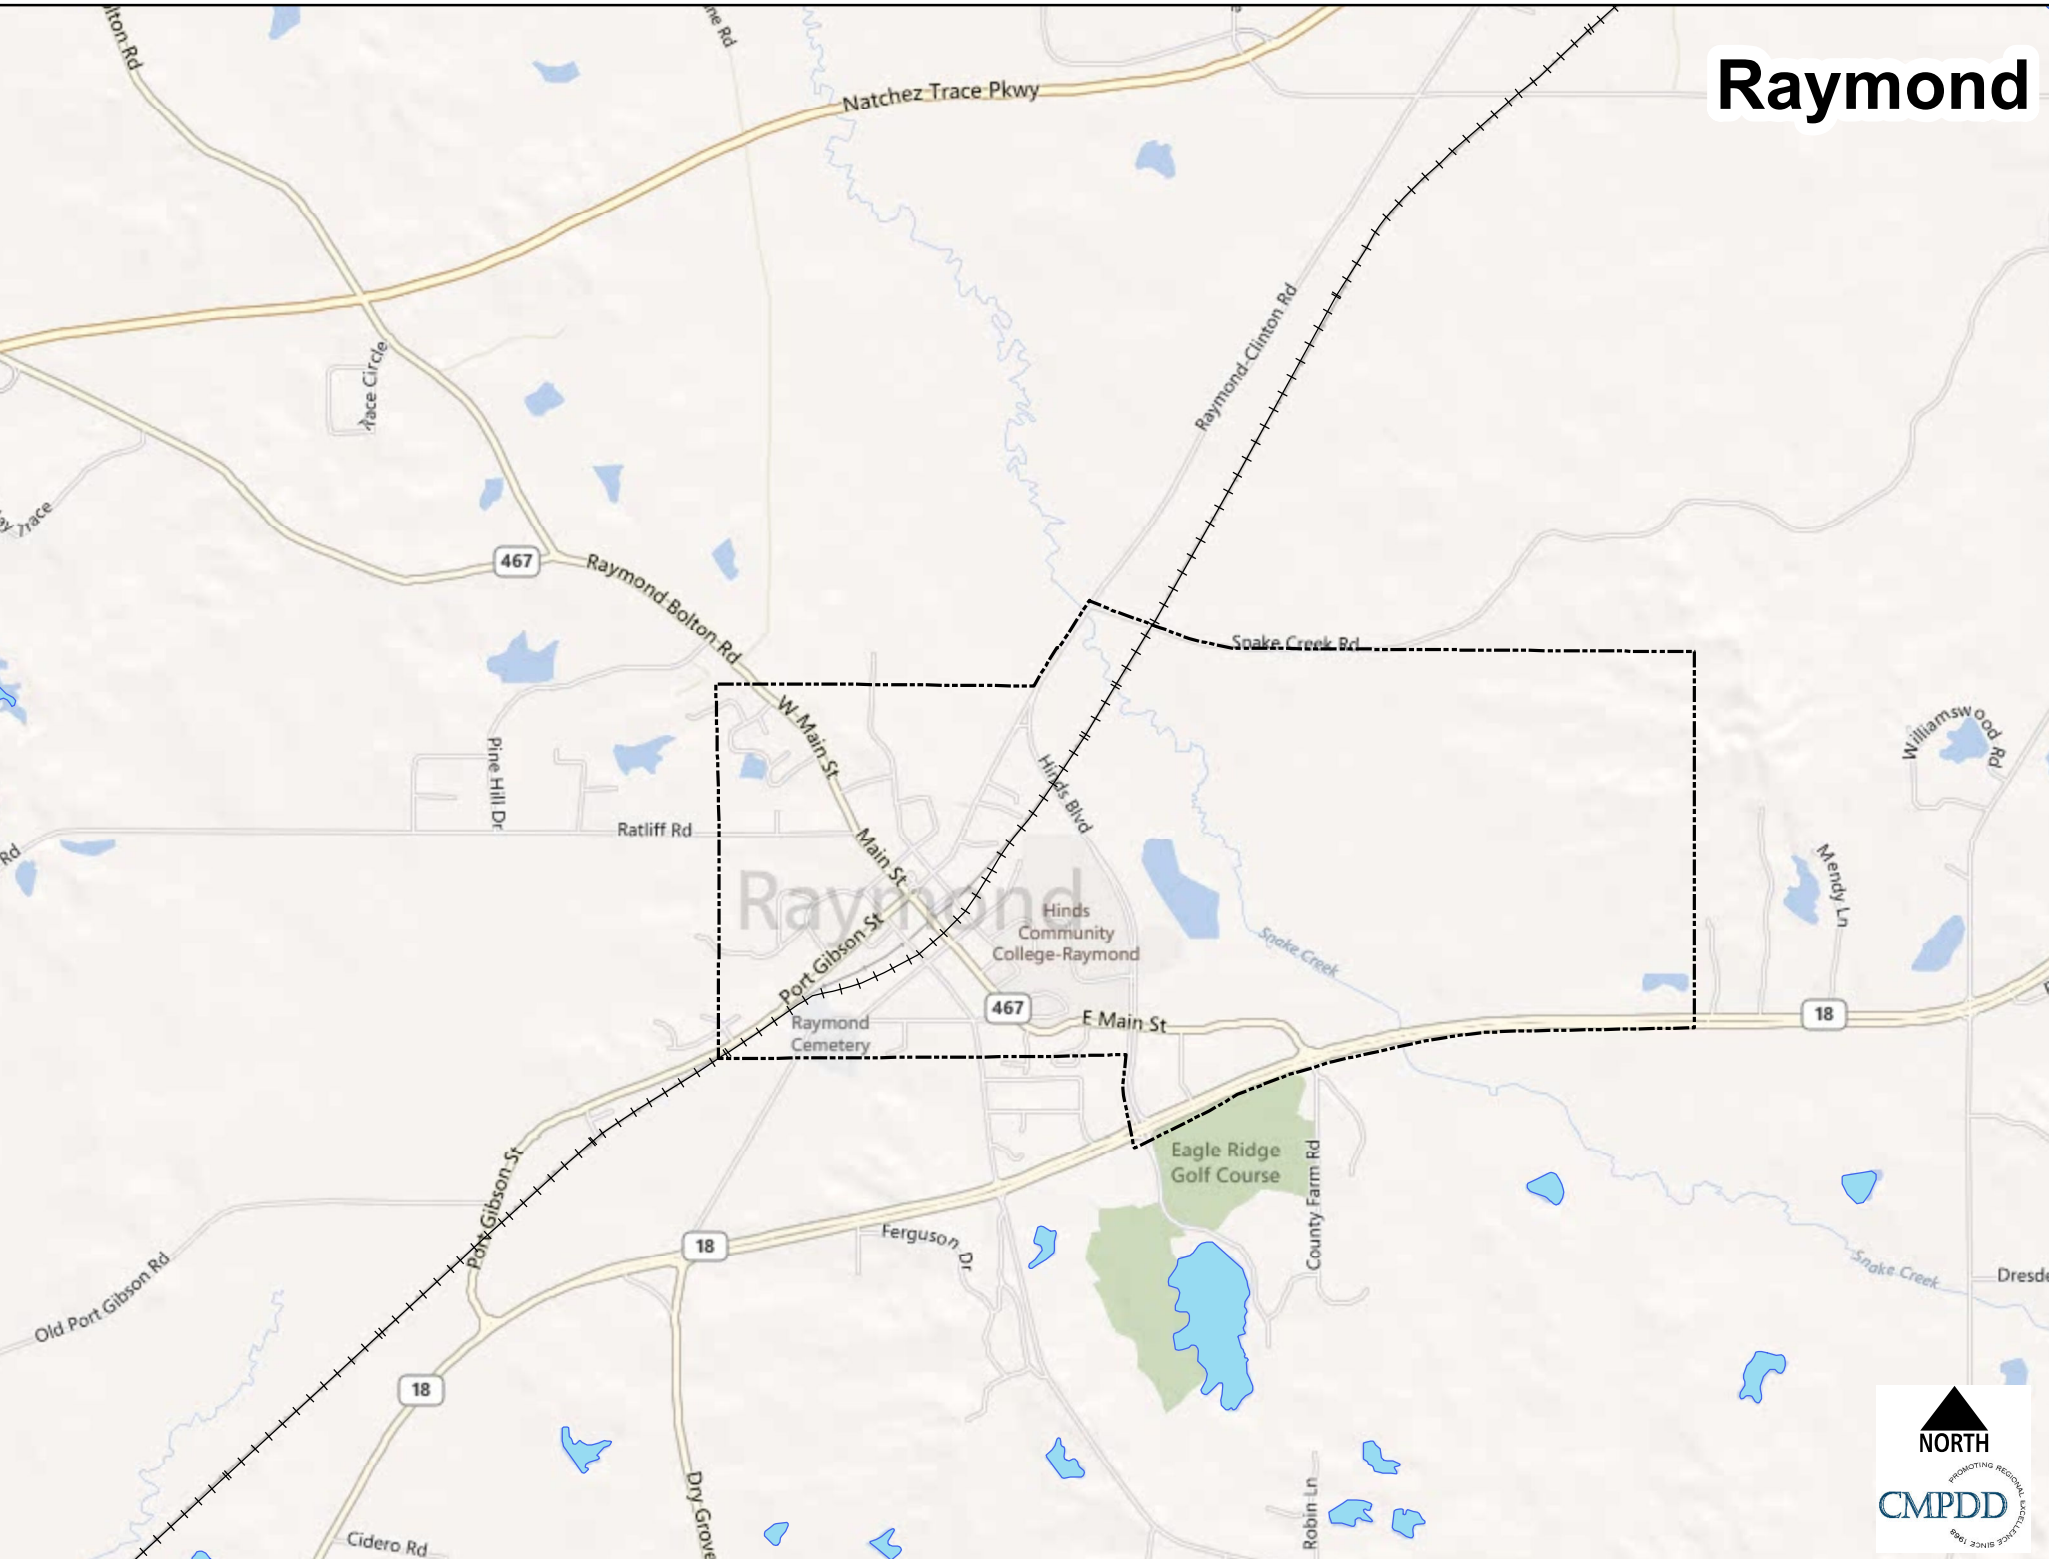 Raymond
Natchez Trace Pkwy
Raymond-Clinton Rd
467
Raymond Bolton Rd
Snake Creek Rd
W Main St
Williamswood Rd
Pine Hill Dr
Hinds Blvd
Ratliff Rd
Rd
Main St
Mendy Ln
Raymond
Hinds
Community
College-Raymond
Port Gibson St
Snake Creek
467
E Main St
18
Raymond
Cemetery
Eagle Ridge
Golf Course
County Farm Rd
Port Gibson St
Ferguson Dr
18
Snake Creek
Old Port Gibson Rd
18
NORTH
PROMOTING REGIONAL EXCELLENCE SINCE 1968
CMPDD
Dry Grove
Robin Ln
Cidero Rd